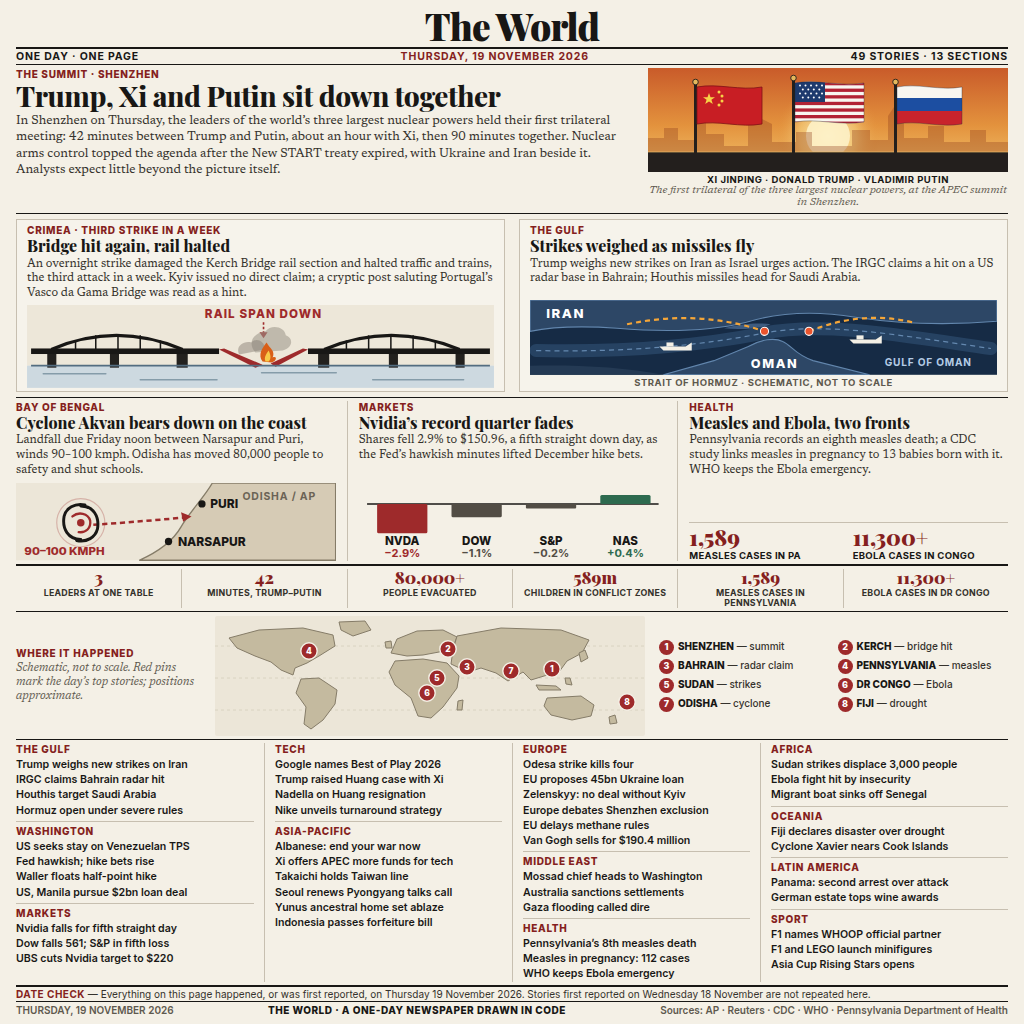 The World
ONE DAY · ONE PAGE
THURSDAY, 19 NOVEMBER 2026
49 STORIES · 13 SECTIONS
THE SUMMIT · SHENZHEN
Trump, Xi and Putin sit down together
In Shenzhen on Thursday, the leaders of the world's three largest nuclear powers held their first trilateral
meeting: 42 minutes between Trump and Putin, about an hour with Xi, then 90 minutes together. Nuclear
arms control topped the agenda after the New START treaty expired, with Ukraine and Iran beside it.
Analysts expect little beyond the picture itself.
XI JINPING · DONALD TRUMP · VLADIMIR PUTIN
The first trilateral of the three largest nuclear powers, at the APEC summit
in Shenzhen.
CRIMEA · THIRD STRIKE IN A WEEK
Bridge hit again, rail halted
An overnight strike damaged the Kerch Bridge rail section and halted traffic and trains,
the third attack in a week. Kyiv issued no direct claim; a cryptic post saluting Portugal's
Vasco da Gama Bridge was read as a hint.
RAIL SPAN DOWN
THE GULF
Strikes weighed as missiles fly
Trump weighs new strikes on Iran as Israel urges action. The IRGC claims a hit on a US
radar base in Bahrain; Houthis missiles head for Saudi Arabia.
IRAN
OMAN
GULF OF OMAN
STRAIT OF HORMUZ · SCHEMATIC, NOT TO SCALE
BAY OF BENGAL
Cyclone Akvan bears down on the coast
Landfall due Friday noon between Narsapur and Puri,
winds 90–100 kmph. Odisha has moved 80,000 people to
safety and shut schools.
PURI
ODISHA / AP
NARSAPUR
90–100 KMPH
MARKETS
Nvidia's record quarter fades
Shares fell 2.9% to $150.96, a fifth straight down day, as
the Fed's hawkish minutes lifted December hike bets.
NVDA
−2.9%
DOW
−1.1%
S&P
−0.2%
NAS
+0.4%
HEALTH
Measles and Ebola, two fronts
Pennsylvania records an eighth measles death; a CDC
study links measles in pregnancy to 13 babies born with it.
WHO keeps the Ebola emergency.
1,589
MEASLES CASES IN PA
11,300+
EBOLA CASES IN CONGO
3
LEADERS AT ONE TABLE
42
MINUTES, TRUMP–PUTIN
80,000+
PEOPLE EVACUATED
589m
CHILDREN IN CONFLICT ZONES
1,589
MEASLES CASES IN
PENNSYLVANIA
11,300+
EBOLA CASES IN DR CONGO
WHERE IT HAPPENED
Schematic, not to scale. Red pins
mark the day's top stories; positions
approximate.
4
2
3
5
6
7
1
8
1 SHENZHEN — summit
2 KERCH — bridge hit
3 BAHRAIN — radar claim
4 PENNSYLVANIA — measles
5 SUDAN — strikes
6 DR CONGO — Ebola
7 ODISHA — cyclone
8 FIJI — drought
THE GULF
Trump weighs new strikes on Iran
IRGC claims Bahrain radar hit
Houthis target Saudi Arabia
Hormuz open under severe rules
WASHINGTON
US seeks stay on Venezuelan TPS
Fed hawkish; hike bets rise
Waller floats half-point hike
US, Manila pursue $2bn loan deal
MARKETS
Nvidia falls for fifth straight day
Dow falls 561; S&P in fifth loss
UBS cuts Nvidia target to $220
TECH
Google names Best of Play 2026
Trump raised Huang case with Xi
Nadella on Huang resignation
Nike unveils turnaround strategy
ASIA-PACIFIC
Albanese: end your war now
Xi offers APEC more funds for tech
Takaichi holds Taiwan line
Seoul renews Pyongyang talks call
Yunus ancestral home set ablaze
Indonesia passes forfeiture bill
EUROPE
Odesa strike kills four
EU proposes 45bn Ukraine loan
Zelenskyy: no deal without Kyiv
Europe debates Shenzhen exclusion
EU delays methane rules
Van Gogh sells for $190.4 million
MIDDLE EAST
Mossad chief heads to Washington
Australia sanctions settlements
Gaza flooding called dire
HEALTH
Pennsylvania's 8th measles death
Measles in pregnancy: 112 cases
WHO keeps Ebola emergency
AFRICA
Sudan strikes displace 3,000 people
Ebola fight hit by insecurity
Migrant boat sinks off Senegal
OCEANIA
Fiji declares disaster over drought
Cyclone Xavier nears Cook Islands
LATIN AMERICA
Panama: second arrest over attack
German estate tops wine awards
SPORT
F1 names WHOOP official partner
F1 and LEGO launch minifigures
Asia Cup Rising Stars opens
DATE CHECK — Everything on this page happened, or was first reported, on Thursday 19 November 2026. Stories first reported on Wednesday 18 November are not repeated here.
THURSDAY, 19 NOVEMBER 2026
THE WORLD · A ONE-DAY NEWSPAPER DRAWN IN CODE
Sources: AP · Reuters · CDC · WHO · Pennsylvania Department of Health